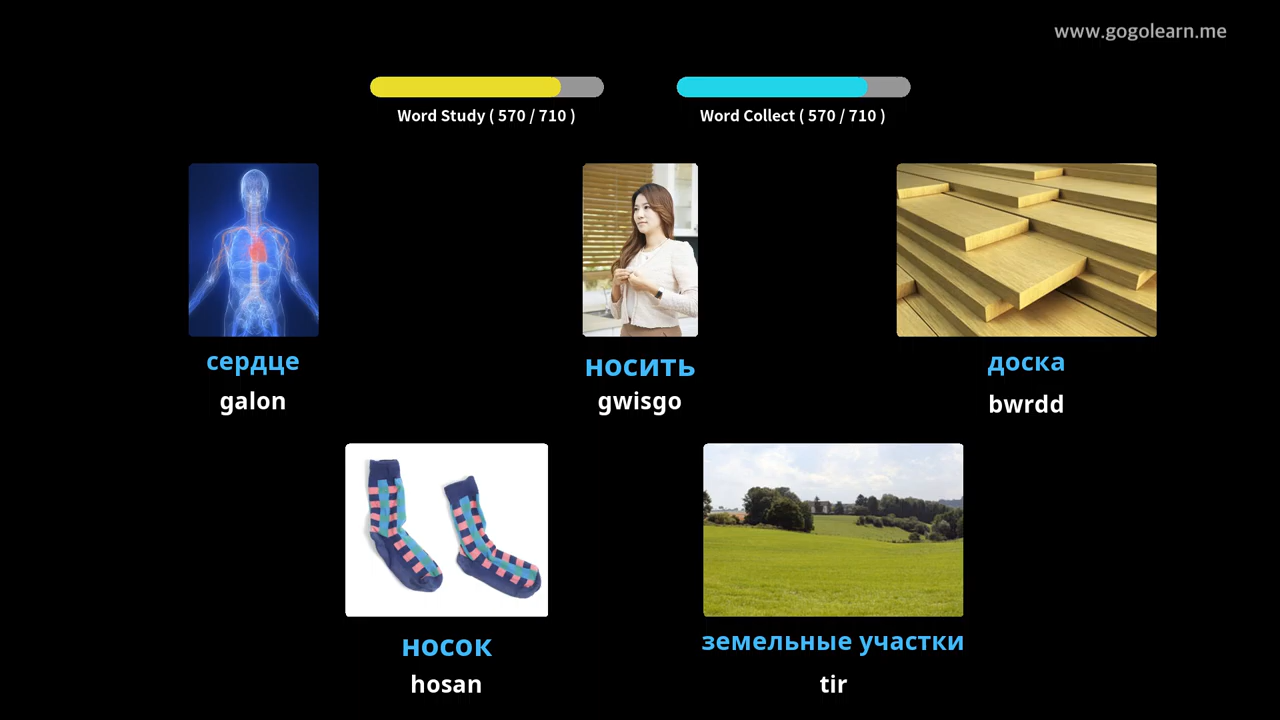 www.gogolearn.me
Word Study ( 570 / 710 )
Word Collect ( 570 / 710 )
сердце
galon
носить
gwisgo
доска
bwrdd
носок
hosan
земельные участки
tir